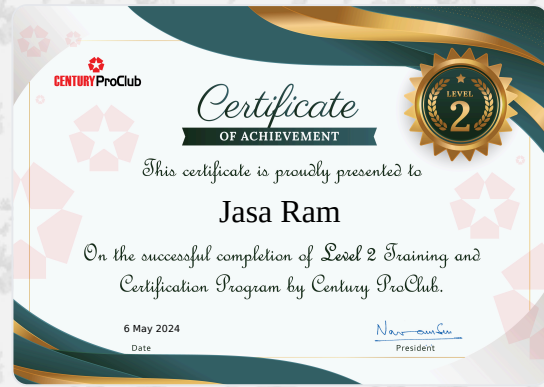 CENTURY ProClub
LEVEL
2
Certificate
OF ACHIEVEMENT
This certificate is proudly presented to
Jasa Ram
On the successful completion of Level 2 Training and
Certification Program by Century ProClub.
6 May 2024
Date
President